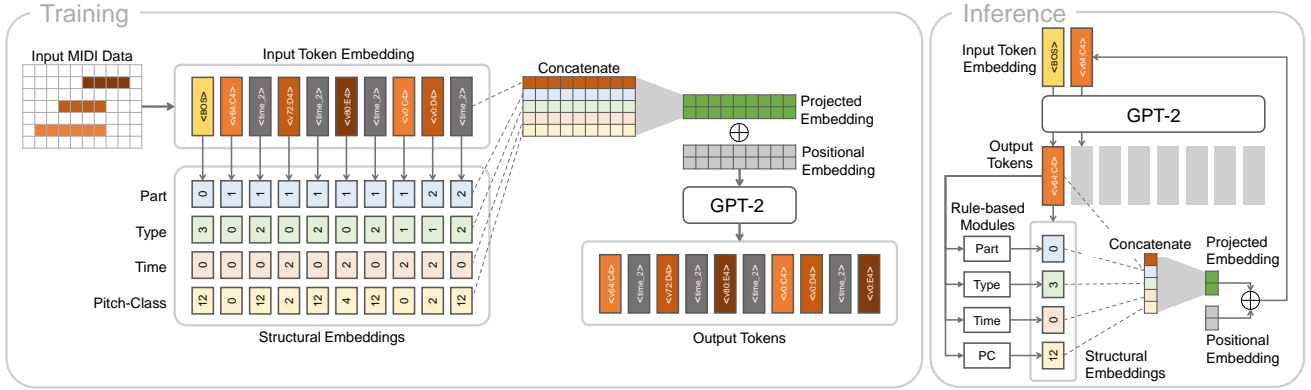 Training
Input MIDI Data
Input Token Embedding
<BOS>
<v64:C4>
<time_2>
<v72:D4>
<time_2>
<v80:E4>
<time_2>
<v0:C4>
<v0:D4>
<time_2>
Part
0 1 1 1 1 1 1 1 2 2
Type
3 0 2 0 2 0 2 1 1 2
Time
0 0 0 2 0 2 0 2 2 0
Pitch-Class
12 0 12 2 12 4 12 0 2 12
Structural Embeddings
Concatenate
Projected
Embedding
Positional
Embedding
GPT-2
<v64:C4>
<time_2>
<v72:D4>
<time_2>
<v80:E4>
<time_2>
<v0:C4>
<v0:D4>
<time_2>
<v0:E4>
Output Tokens
Inference
Input Token
Embedding
<BOS>
<v64:C4>
GPT-2
Output
Tokens
<v64:C4>
Rule-based
Modules
Part
0
Type
3
Time
0
PC
12
Structural
Embeddings
Concatenate
Projected
Embedding
Positional
Embedding